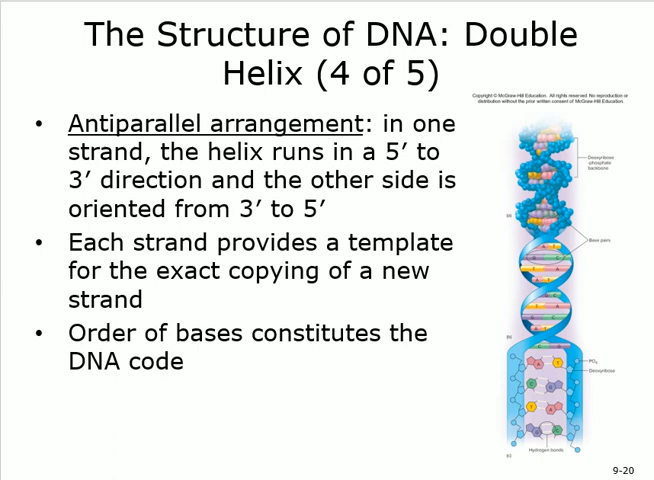 The Structure of DNA: Double
Helix (4 of 5)
Copyright © McGraw-Hill Education. All rights reserved. No reproduction or
distribution without the prior written consent of McGraw-Hill Education.
• Antiparallel arrangement: in one
strand, the helix runs in a 5′ to
3′ direction and the other side is
oriented from 3′ to 5′
• Each strand provides a template
for the exact copying of a new
strand
• Order of bases constitutes the
DNA code
Deoxyribose
-phosphate
backbone
(a)
Base pairs
(b)
PO₄
Deoxyribose
Hydrogen bonds
(c)
9-20